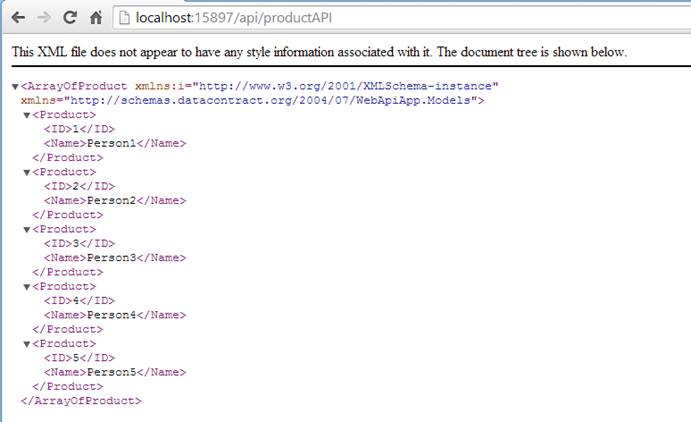 localhost:15897/api/productAPI
This XML file does not appear to have any style information associated with it. The document tree is shown below.
▼<ArrayOfProduct xmlns:i="http://www.w3.org/2001/XMLSchema-instance"
xmlns="http://schemas.datacontract.org/2004/07/WebApiApp.Models">
▼<Product>
<ID>1</ID>
<Name>Person1</Name>
</Product>
▼<Product>
<ID>2</ID>
<Name>Person2</Name>
</Product>
▼<Product>
<ID>3</ID>
<Name>Person3</Name>
</Product>
▼<Product>
<ID>4</ID>
<Name>Person4</Name>
</Product>
▼<Product>
<ID>5</ID>
<Name>Person5</Name>
</Product>
</ArrayOfProduct>